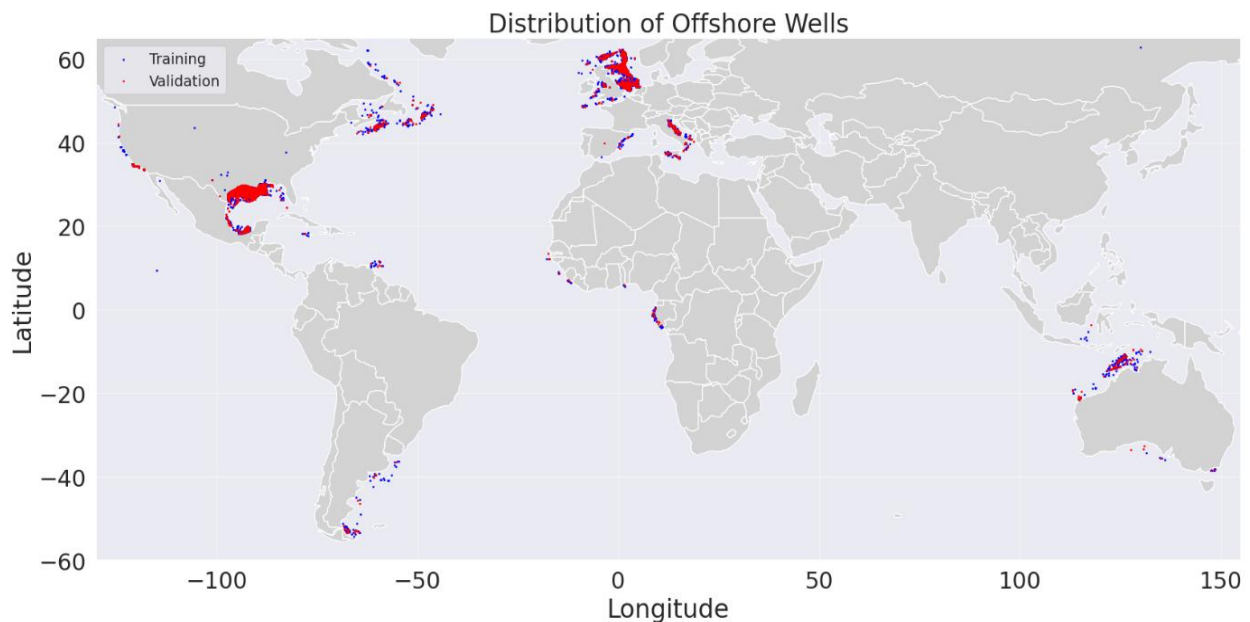 Distribution of Offshore Wells
Training
Validation
60
40
20
0
−20
−40
−60
Latitude
−100
−50
0
50
100
150
Longitude